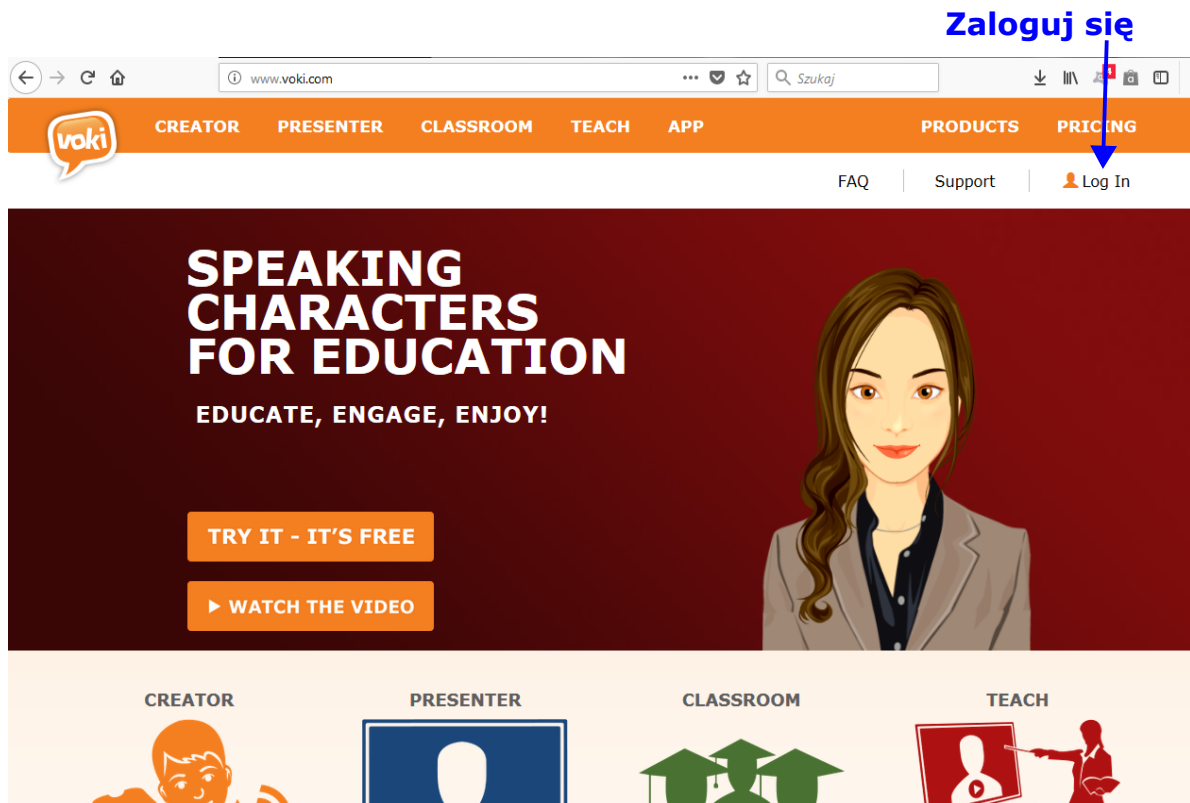 Zaloguj się
www.voki.com
Szukaj
voki
CREATOR PRESENTER CLASSROOM TEACH APP PRODUCTS PRICING
FAQ Support Log In
SPEAKING
CHARACTERS
FOR EDUCATION
EDUCATE, ENGAGE, ENJOY!
TRY IT - IT'S FREE
WATCH THE VIDEO
CREATOR PRESENTER CLASSROOM TEACH